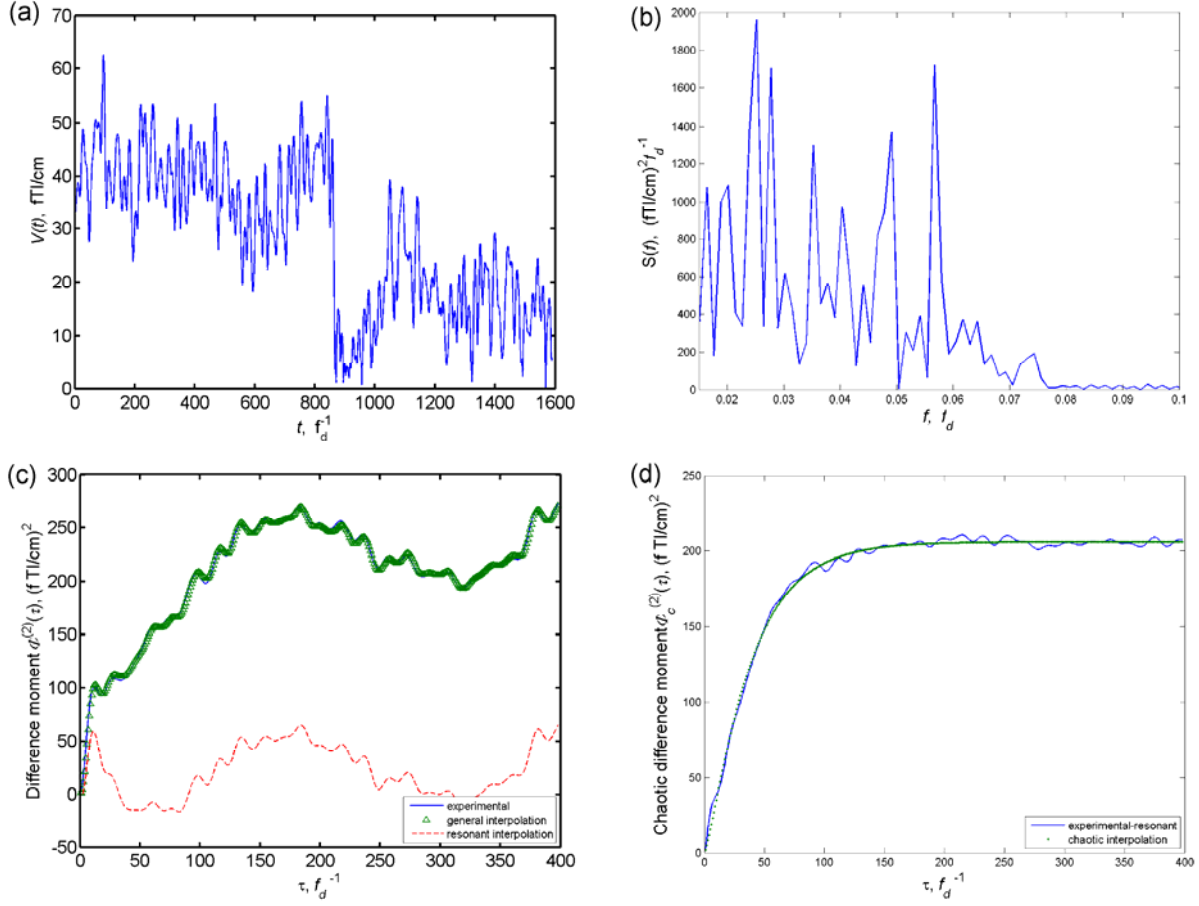 (a)
70
60
50
40
30
20
10
0
V(t), fTl/cm
0 200 400 600 800 1000 1200 1400 1600
t, f_d^-1
(b)
2000
1800
1600
1400
1200
1000
800
600
400
200
0
S(f), (fTl/cm)^2 f_d^-1
0.02 0.03 0.04 0.05 0.06 0.07 0.08 0.09 0.1
f, f_d
(c)
300
250
200
150
100
50
0
-50
Difference moment Φ^(2)(τ), (f Tl/cm)^2
experimental
general interpolation
resonant interpolation
0 50 100 150 200 250 300 350 400
τ, f_d^-1
(d)
250
200
150
100
50
0
Chaotic difference moment Φ_c^(2)(τ), (f Tl/cm)^2
experimental-resonant
chaotic interpolation
0 50 100 150 200 250 300 350 400
τ, f_d^-1